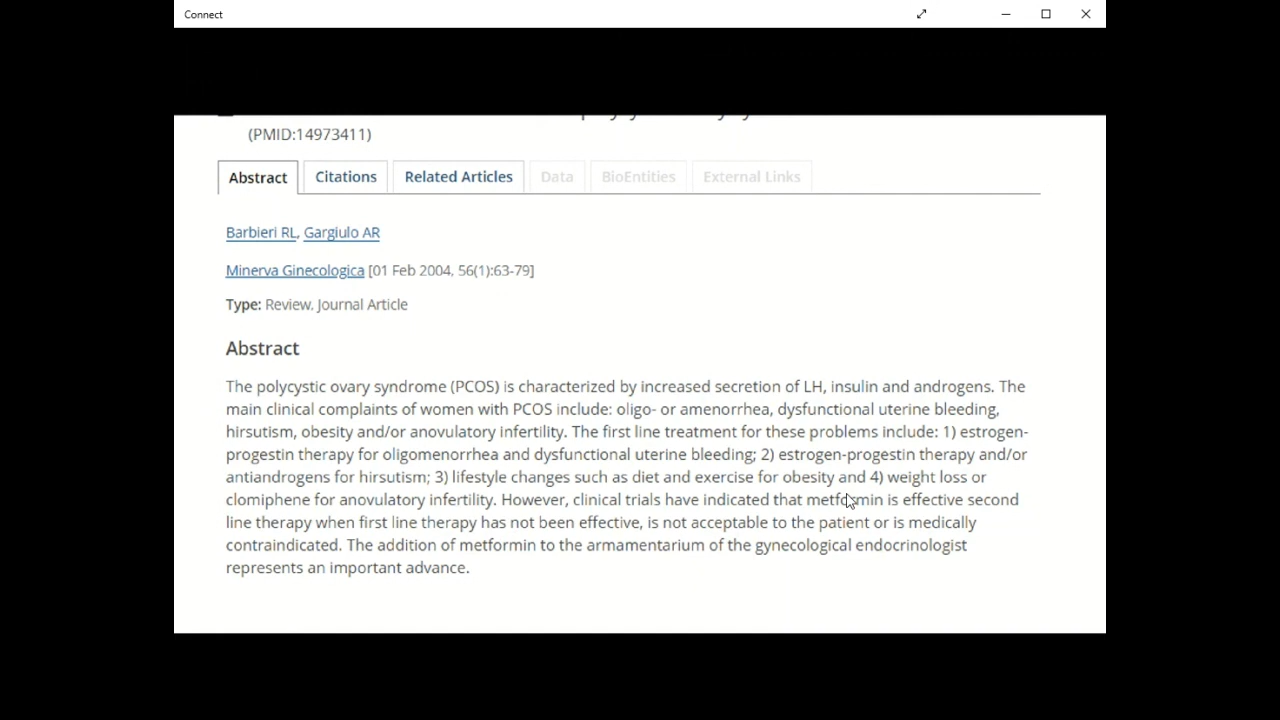 Connect
(PMID:14973411)
Abstract
Citations
Related Articles
Data
BioEntities
External Links
Barbieri RL, Gargiulo AR
Minerva Ginecologica [01 Feb 2004, 56(1):63-79]
Type: Review. Journal Article
Abstract
The polycystic ovary syndrome (PCOS) is characterized by increased secretion of LH, insulin and androgens. The
main clinical complaints of women with PCOS include: oligo- or amenorrhea, dysfunctional uterine bleeding,
hirsutism, obesity and/or anovulatory infertility. The first line treatment for these problems include: 1) estrogen-
progestin therapy for oligomenorrhea and dysfunctional uterine bleeding; 2) estrogen-progestin therapy and/or
antiandrogens for hirsutism; 3) lifestyle changes such as diet and exercise for obesity and 4) weight loss or
clomiphene for anovulatory infertility. However, clinical trials have indicated that metformin is effective second
line therapy when first line therapy has not been effective, is not acceptable to the patient or is medically
contraindicated. The addition of metformin to the armamentarium of the gynecological endocrinologist
represents an important advance.